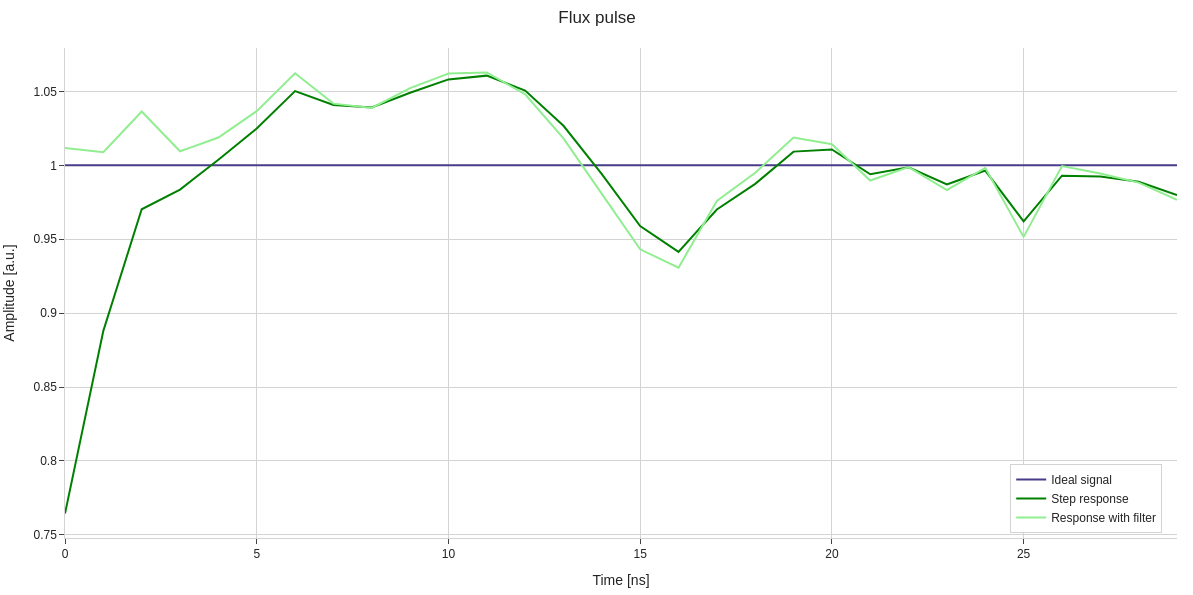 Flux pulse
1.05
1
0.95
0.9
0.85
0.8
0.75
Amplitude [a.u.]
0 5 10 15 20 25
Time [ns]
Ideal signal
Step response
Response with filter